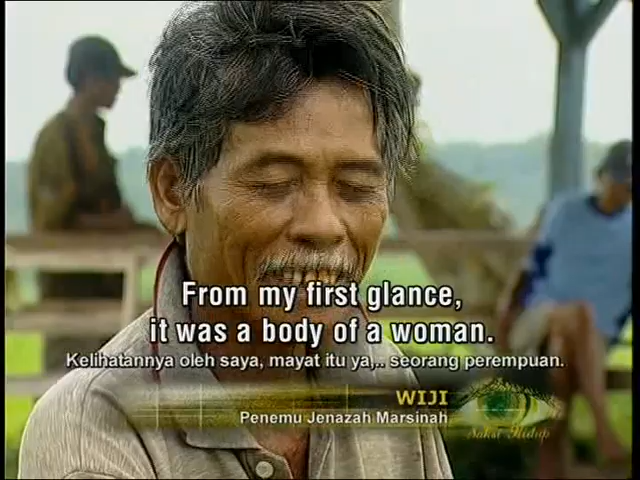 From my first glance,
it was a body of a woman.
Kelihatannya oleh saya, mayat itu ya,.. seorang perempuan.
WIJI
Penemu Jenazah Marsinah
Saksi Hidup